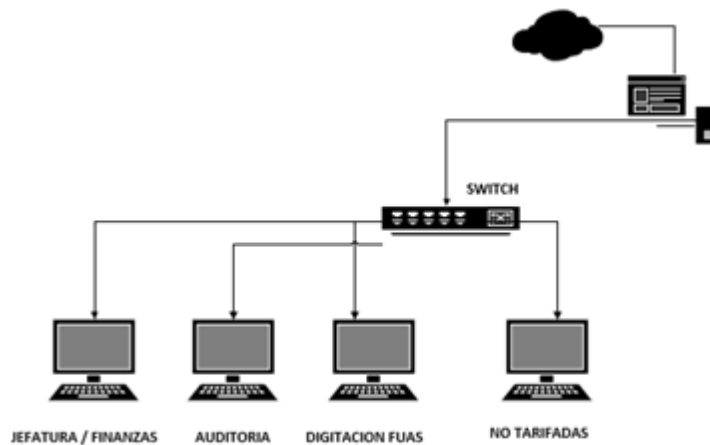 SWITCH
JEFATURA / FINANZAS
AUDITORIA
DIGITACION FUAS
NO TARIFADAS